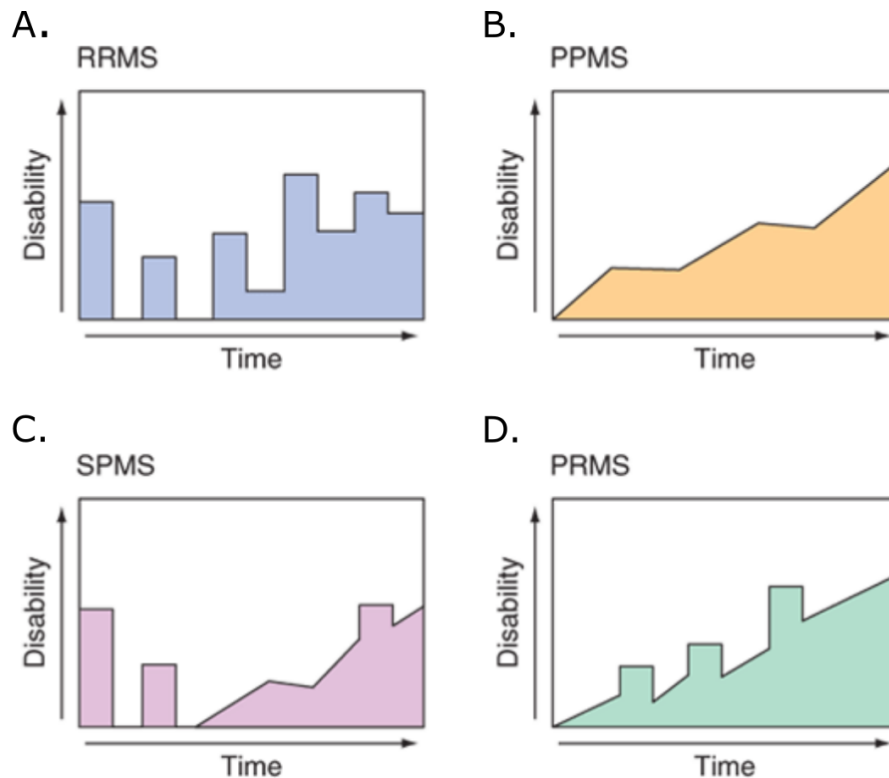 A.
RRMS
Disability
Time
B.
PPMS
Disability
Time
C.
SPMS
Disability
Time
D.
PRMS
Disability
Time